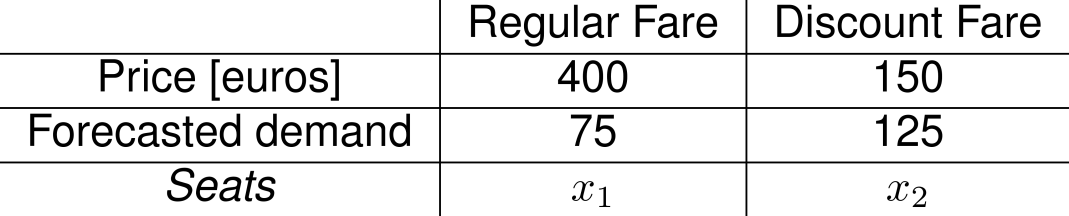 Regular Fare Discount Fare
Price [euros] 400 150
Forecasted demand 75 125
Seats x₁ x₂